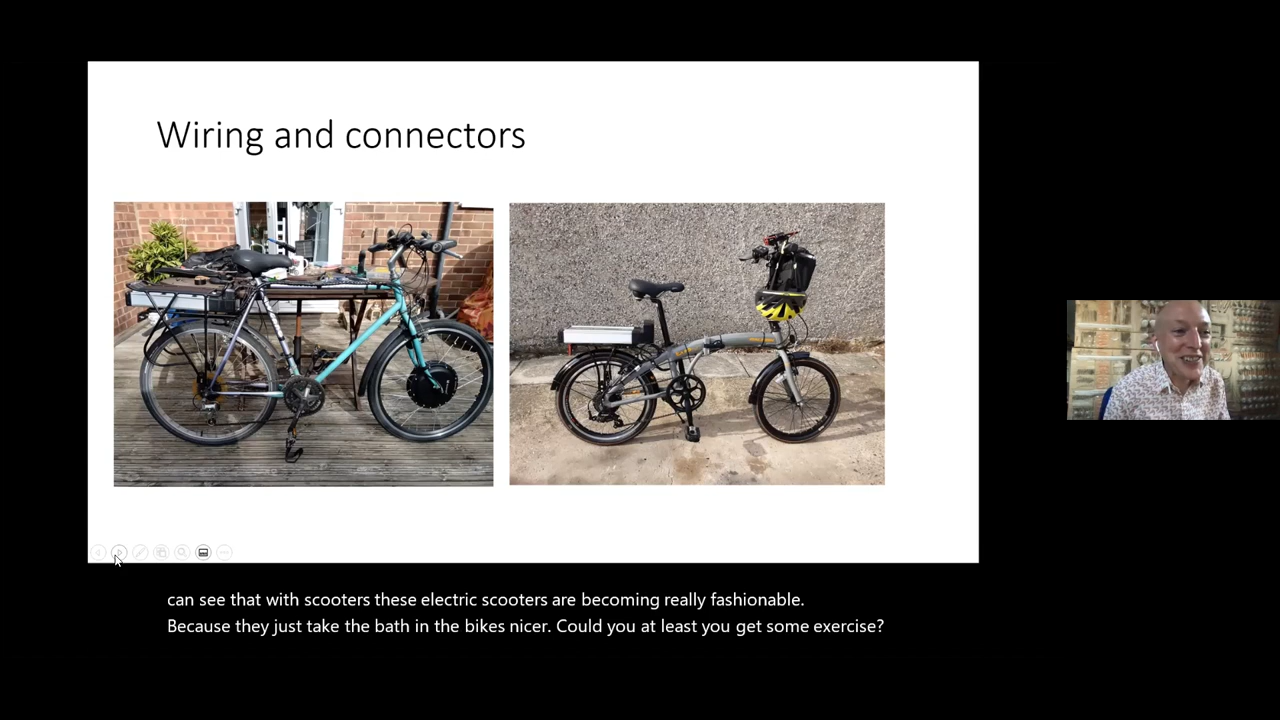 Wiring and connectors
can see that with scooters these electric scooters are becoming really fashionable.
Because they just take the bath in the bikes nicer. Could you at least you get some exercise?